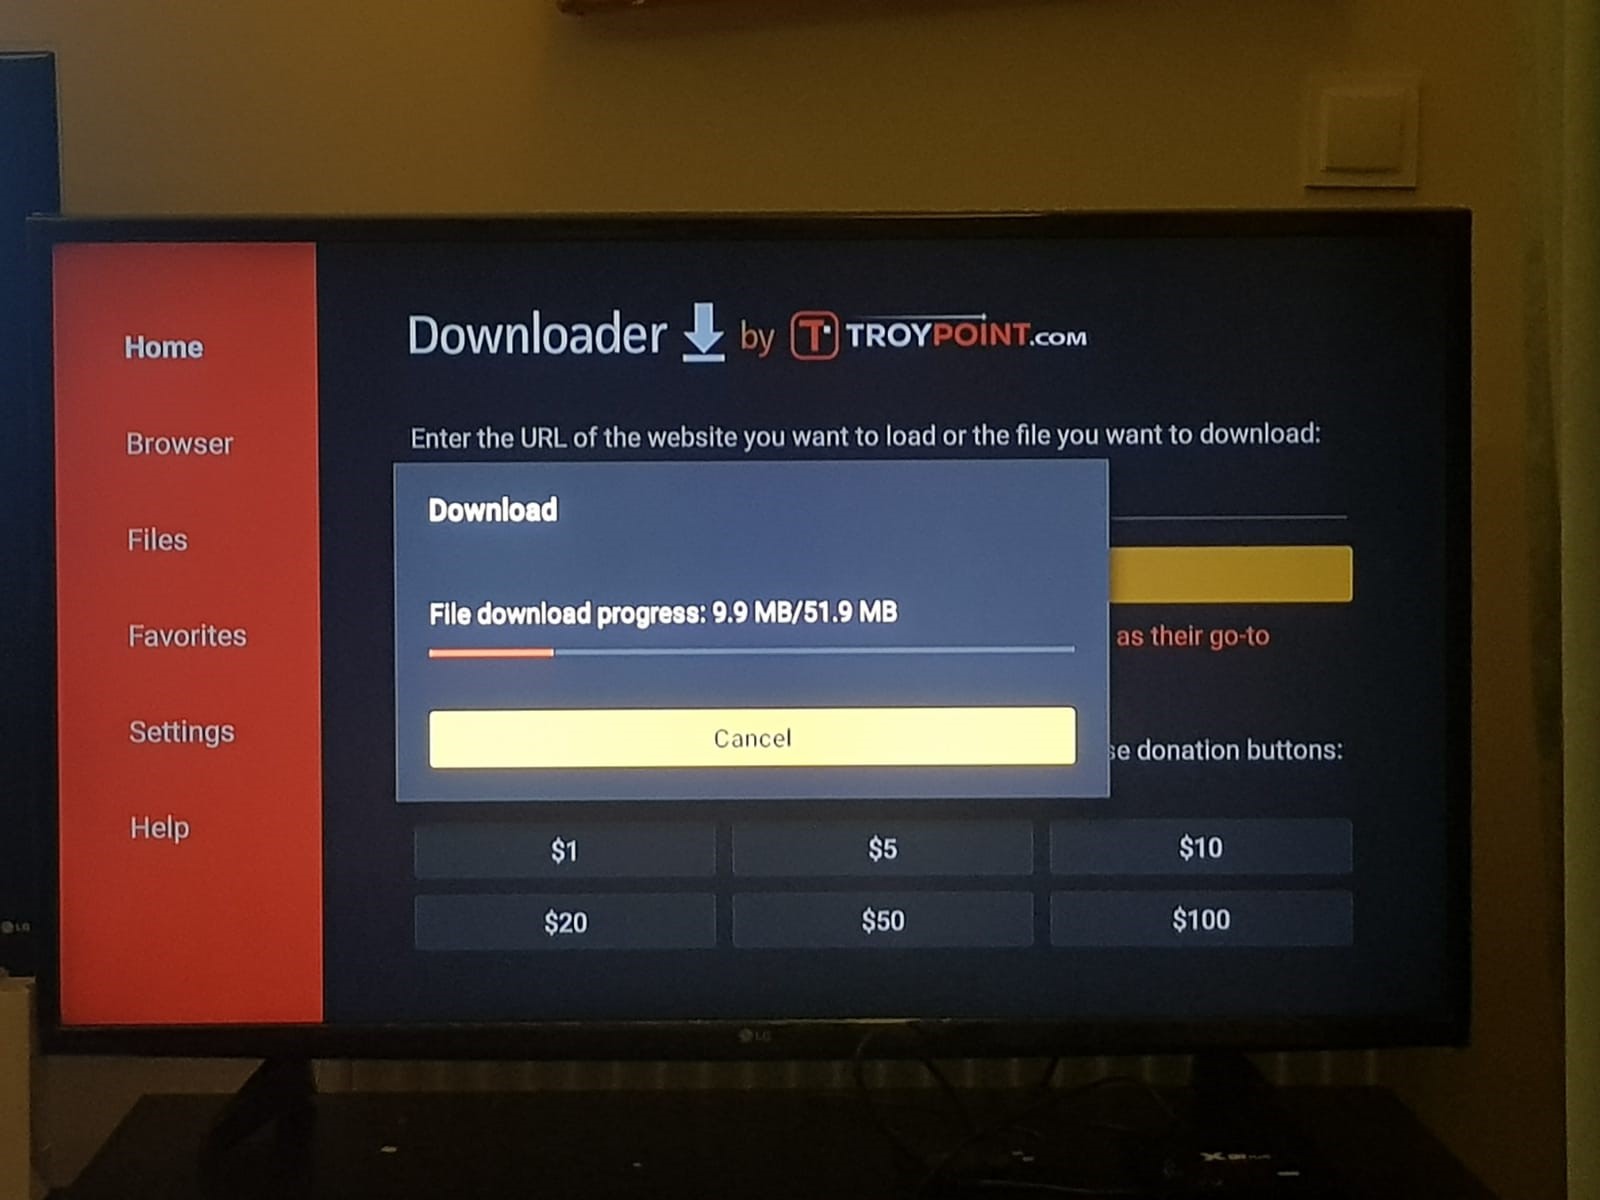 Home
Browser
Files
Favorites
Settings
Help
Downloader by T TROYPOINT.COM
Enter the URL of the website you want to load or the file you want to download:
Download
File download progress: 9.9 MB/51.9 MB
Cancel
as their go-to
se donation buttons:
$1 $5 $10
$20 $50 $100
LG
LG